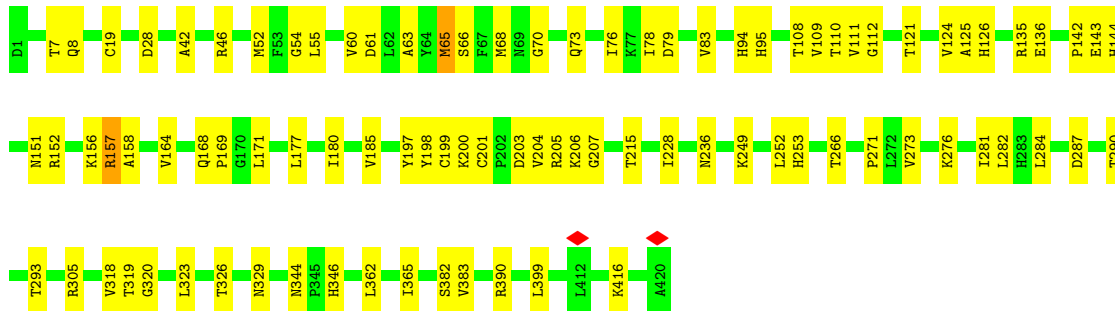 D1 T7 Q8 C19 D28 A42 R46 M52 F53 G54 L55 V60 D61 L62 A63 Y64 M65 S66 F67 M68 N69 G70 Q73 I76 K77 I78 D79 V83 H94 H95 T108 V109 T110 V111 G112 T121 V124 A125 H126 R135 E136 P142 E143 H144
N151 R152 K156 R157 A158 V164 Q168 P169 G170 L171 L177 I180 V185 Y197 Y198 C199 K200 C201 P202 D203 V204 R205 K206 G207 T215 I228 N236 K249 L252 H253 T266 P271 L272 V273 K276 I281 L282 H283 L284 D287 T290
T293 R305 V318 T319 G320 L323 T326 N329 N344 P345 H346 L362 I365 S382 V383 R390 L399 L412 K416 A420